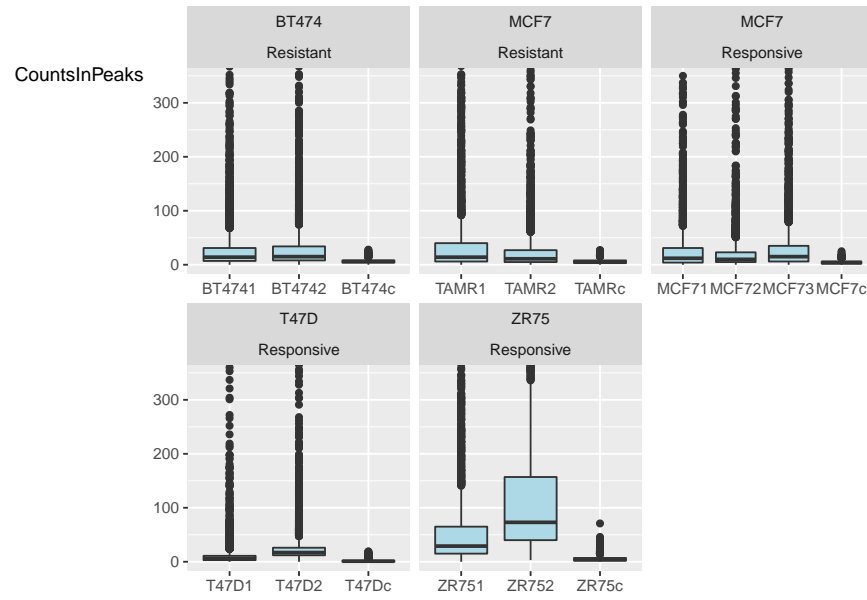 BT474
MCF7
MCF7
Resistant
Resistant
Responsive
CountsInPeaks
300
200
100
0
BT4741 BT4742 BT474c
TAMR1 TAMR2 TAMRc
MCF71 MCF72 MCF73 MCF7c
T47D
ZR75
Responsive
Responsive
300
200
100
0
T47D1 T47D2 T47Dc
ZR751 ZR752 ZR75c